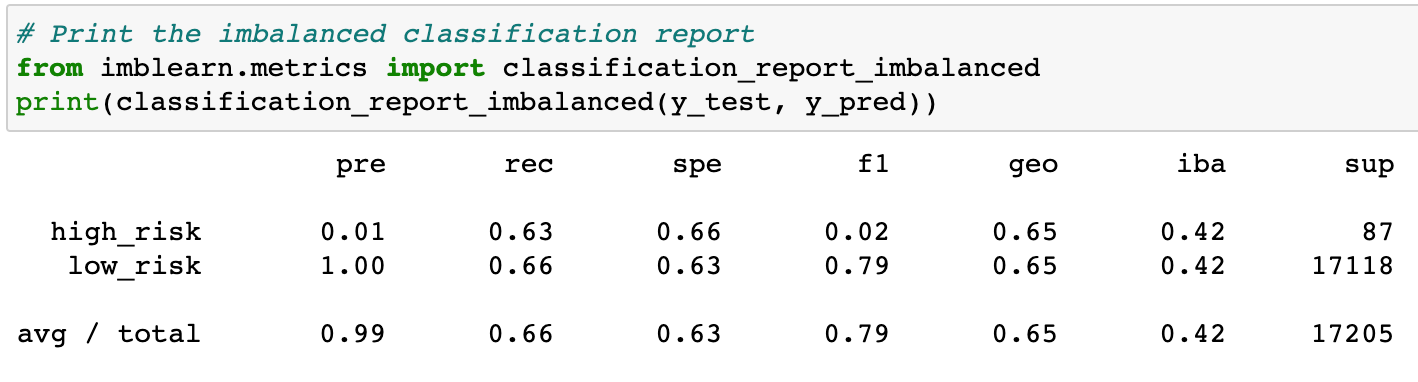 # Print the imbalanced classification report
from imblearn.metrics import classification_report_imbalanced
print(classification_report_imbalanced(y_test, y_pred))
pre rec spe f1 geo iba sup
high_risk 0.01 0.63 0.66 0.02 0.65 0.42 87
low_risk 1.00 0.66 0.63 0.79 0.65 0.42 17118
avg / total 0.99 0.66 0.63 0.79 0.65 0.42 17205